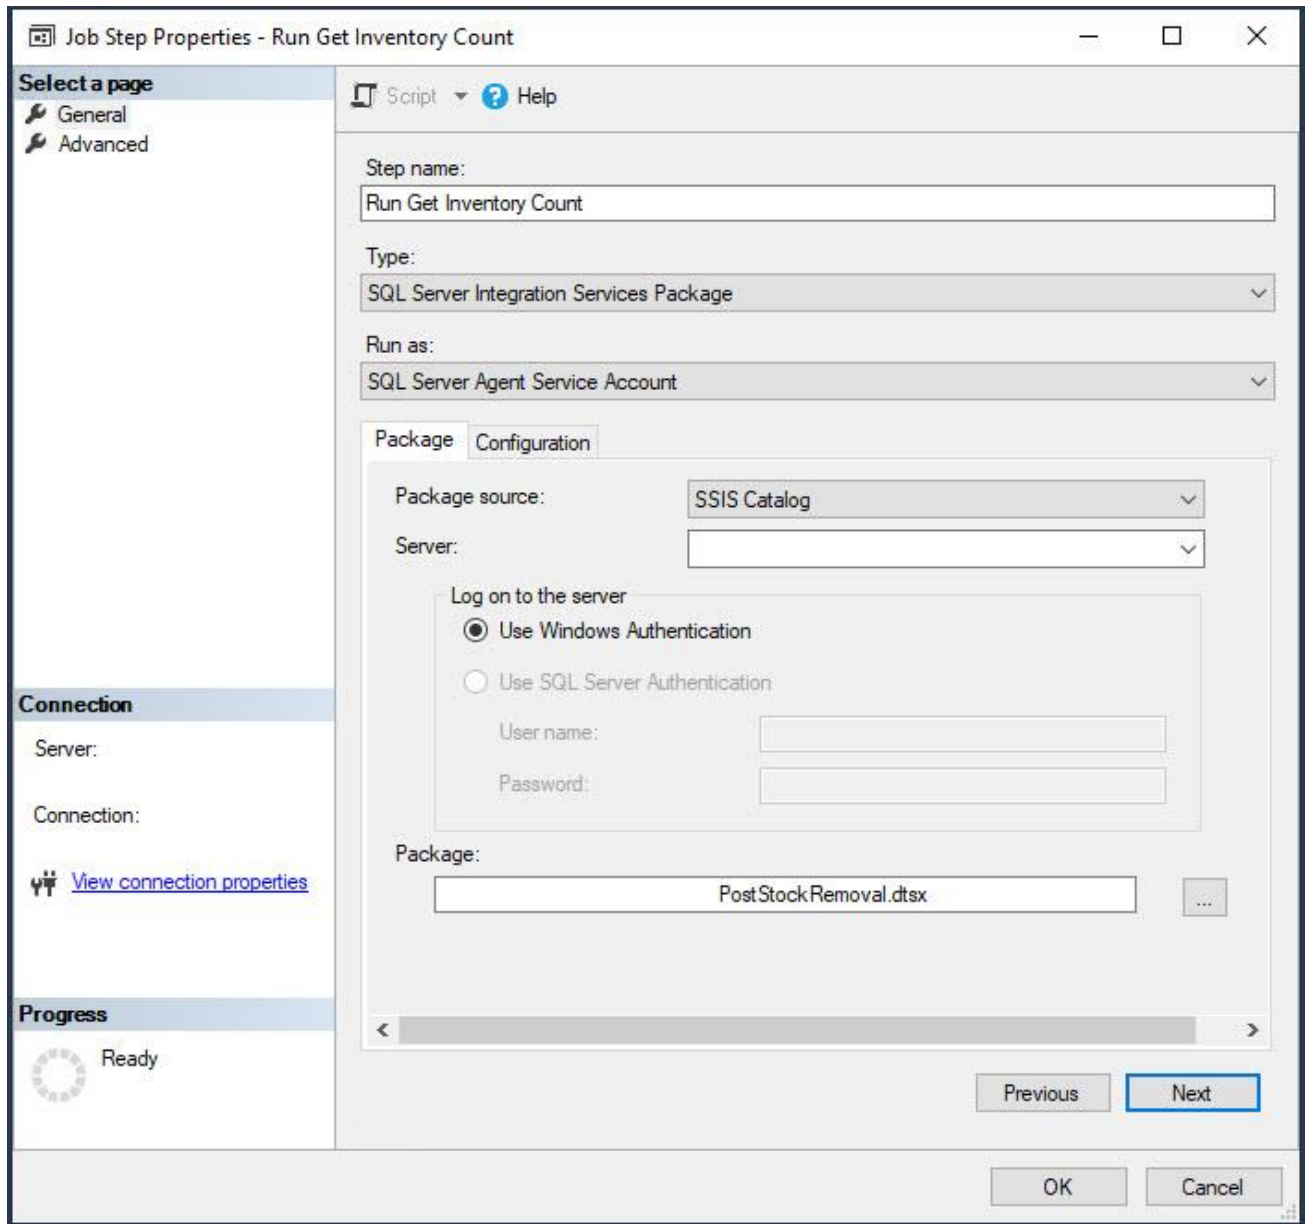 Job Step Properties - Run Get Inventory Count
Select a page
General
Advanced
Script
Help
Step name:
Run Get Inventory Count
Type:
SQL Server Integration Services Package
Run as:
SQL Server Agent Service Account
Package
Configuration
Package source:
SSIS Catalog
Server:
Log on to the server
Use Windows Authentication
Use SQL Server Authentication
User name:
Password:
Package:
PostStockRemoval.dtsx
...
Connection
Server:
Connection:
View connection properties
Progress
Ready
Previous
Next
OK
Cancel